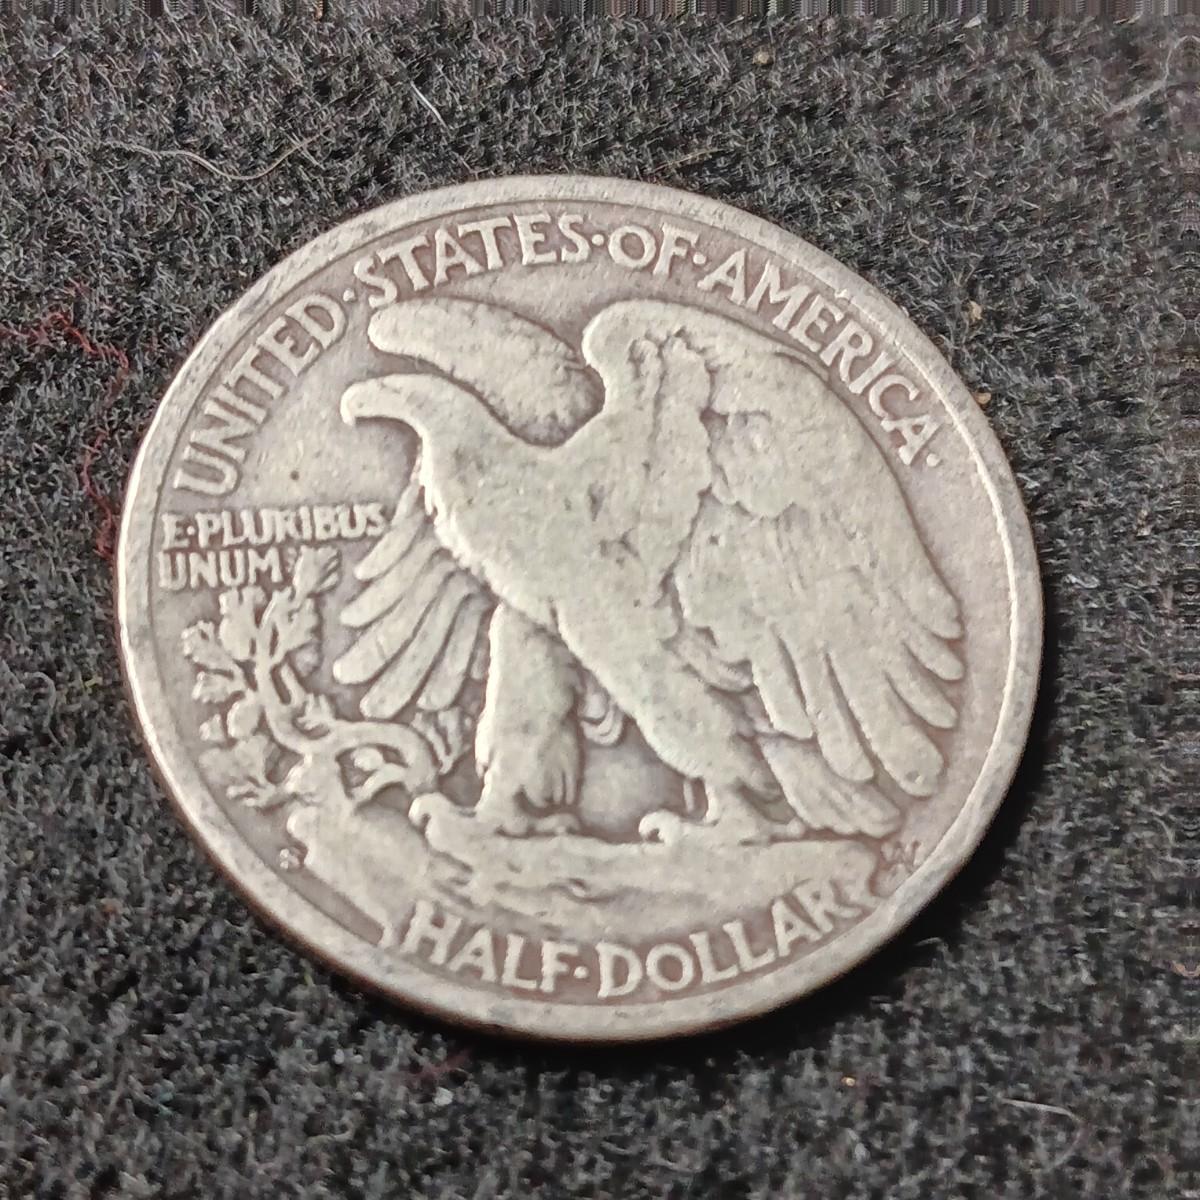 UNITED·STATES·OF·AMERICA·
E·PLURIBUS
UNUM
HALF·DOLLAR